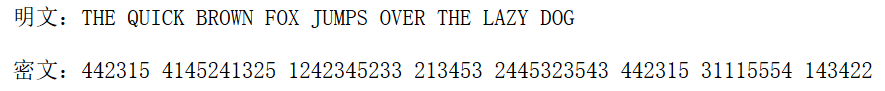 明文：THE QUICK BROWN FOX JUMPS OVER THE LAZY DOG
密文：442315 4145241325 1242345233 213453 2445323543 442315 31115554 143422